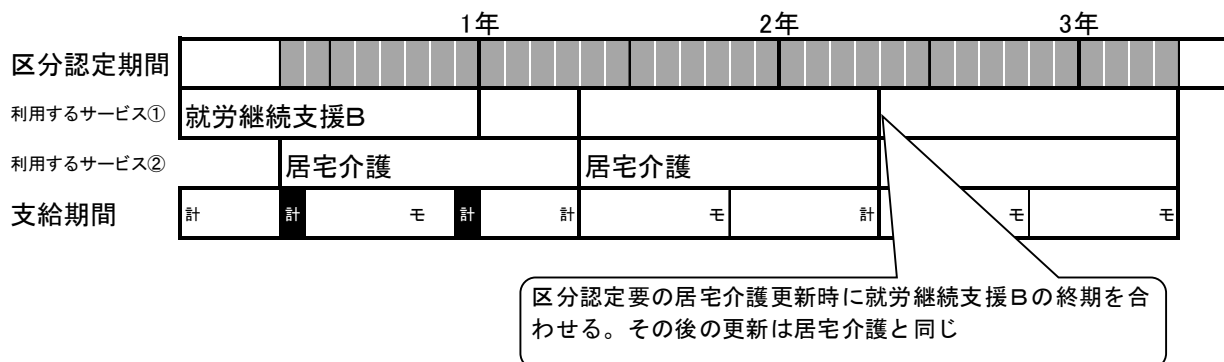 1年 2年 3年
区分認定期間
利用するサービス① 就労継続支援B
利用するサービス② 居宅介護 居宅介護
支給期間 計 計 モ 計 計 モ 計 モ モ
区分認定要の居宅介護更新時に就労継続支援Bの終期を合
わせる。その後の更新は居宅介護と同じ